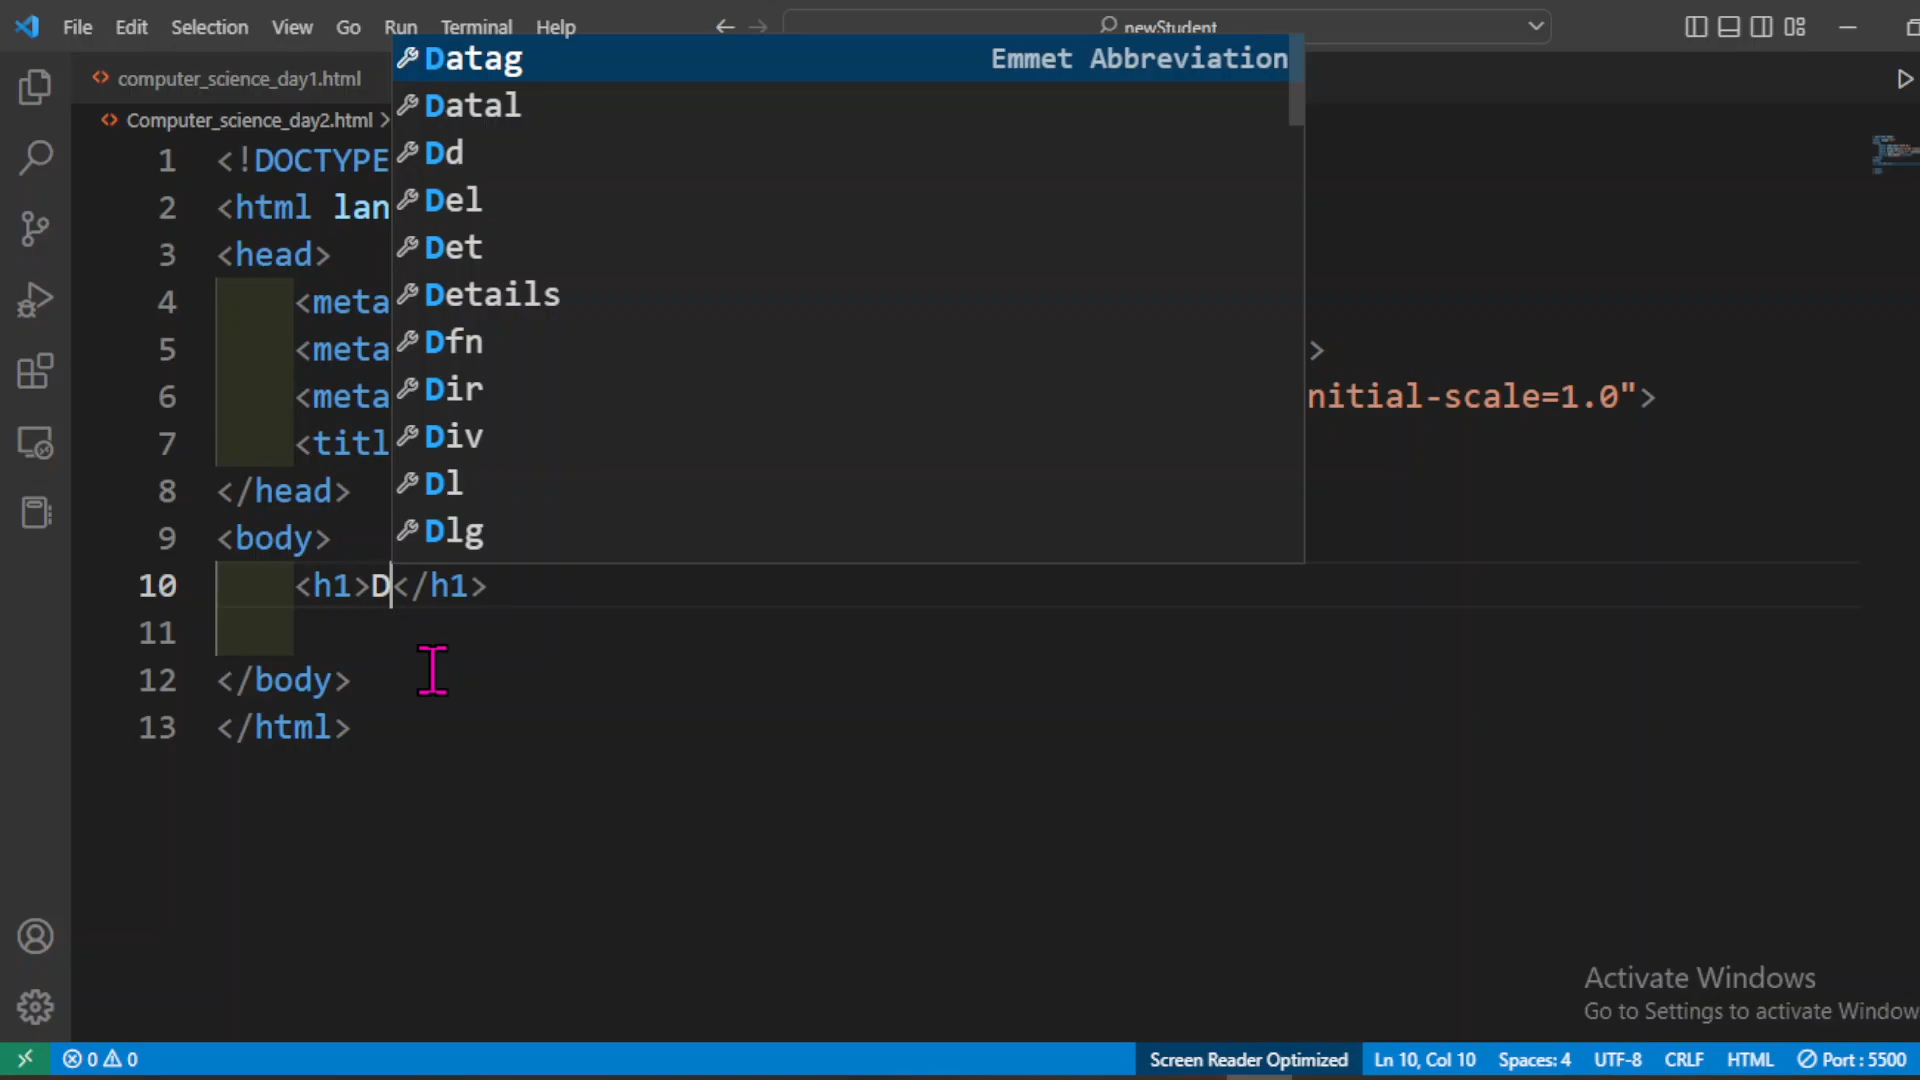 File Edit Selection View Go Run Terminal Help newStudent
computer_science_day1.html
Computer_science_day2.html
Datag Emmet Abbreviation
Datal
Dd
Del
Det
Details
Dfn
Dir
Div
Dl
Dlg
1 <!DOCTYPE
2 <html lan
3 <head>
4 <meta
5 <meta >
6 <meta nitial-scale=1.0">
7 <titl
8 </head>
9 <body>
10 <h1>D</h1>
11
12 </body>
13 </html>
Activate Windows
Go to Settings to activate Window
0 0 Screen Reader Optimized Ln 10, Col 10 Spaces: 4 UTF-8 CRLF HTML Port : 5500